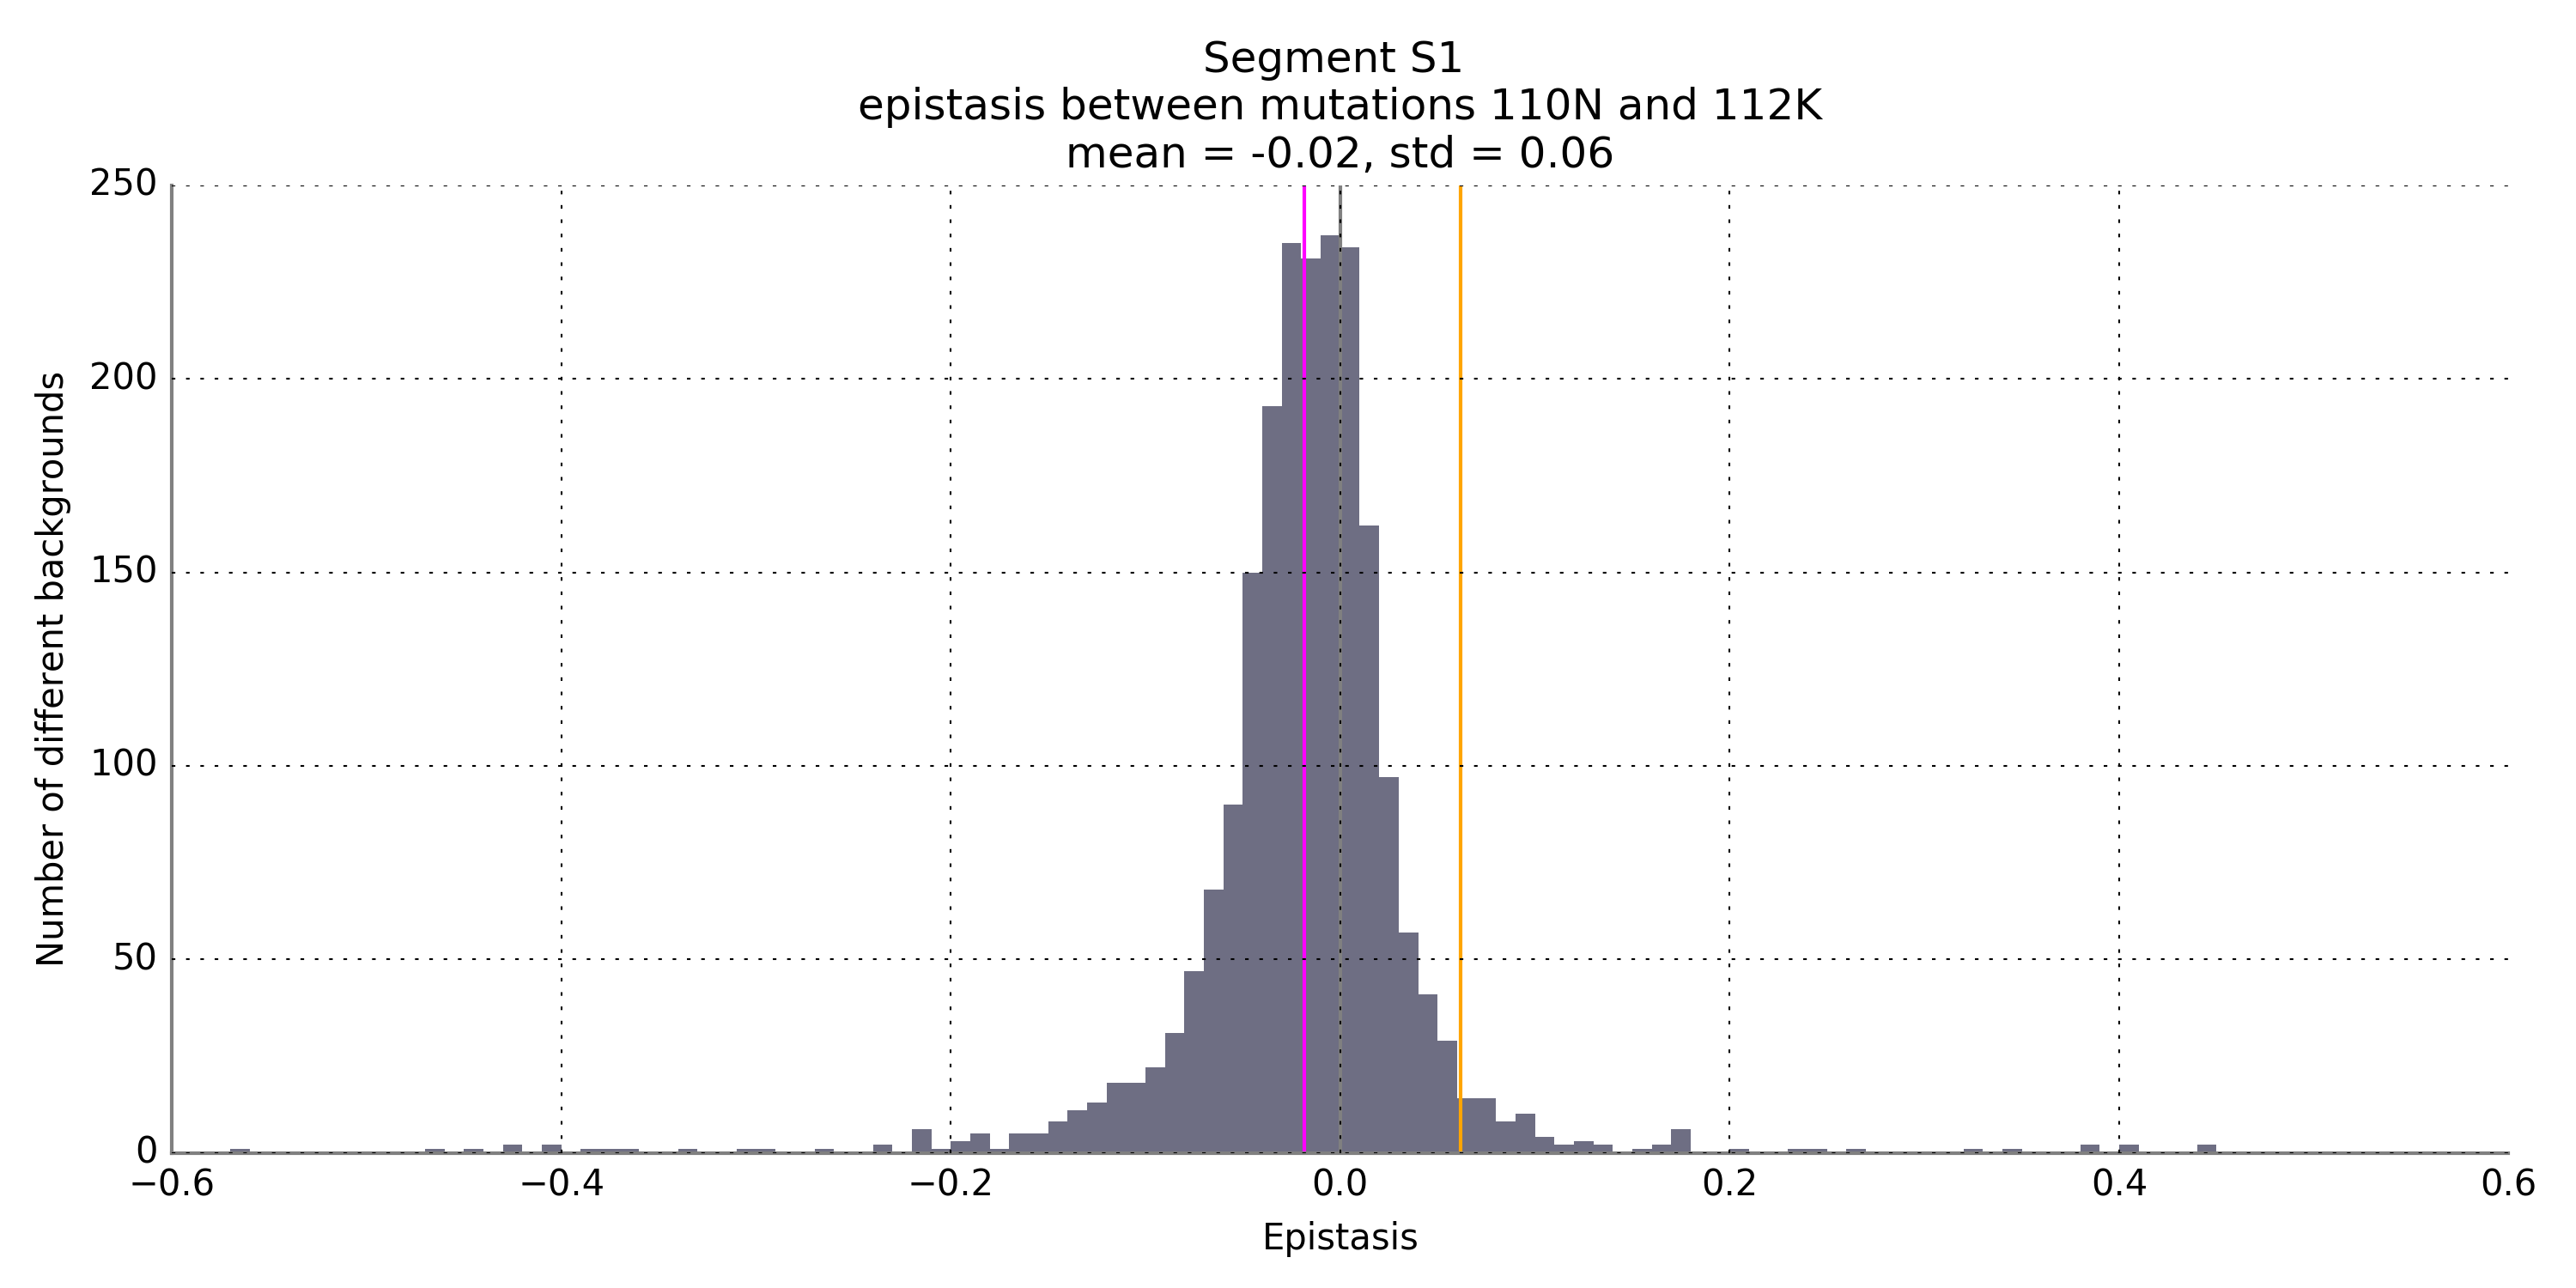 Segment S1
epistasis between mutations 110N and 112K
mean = -0.02, std = 0.06
250
200
150
100
50
0
Number of different backgrounds
−0.6 −0.4 −0.2 0.0 0.2 0.4 0.6
Epistasis